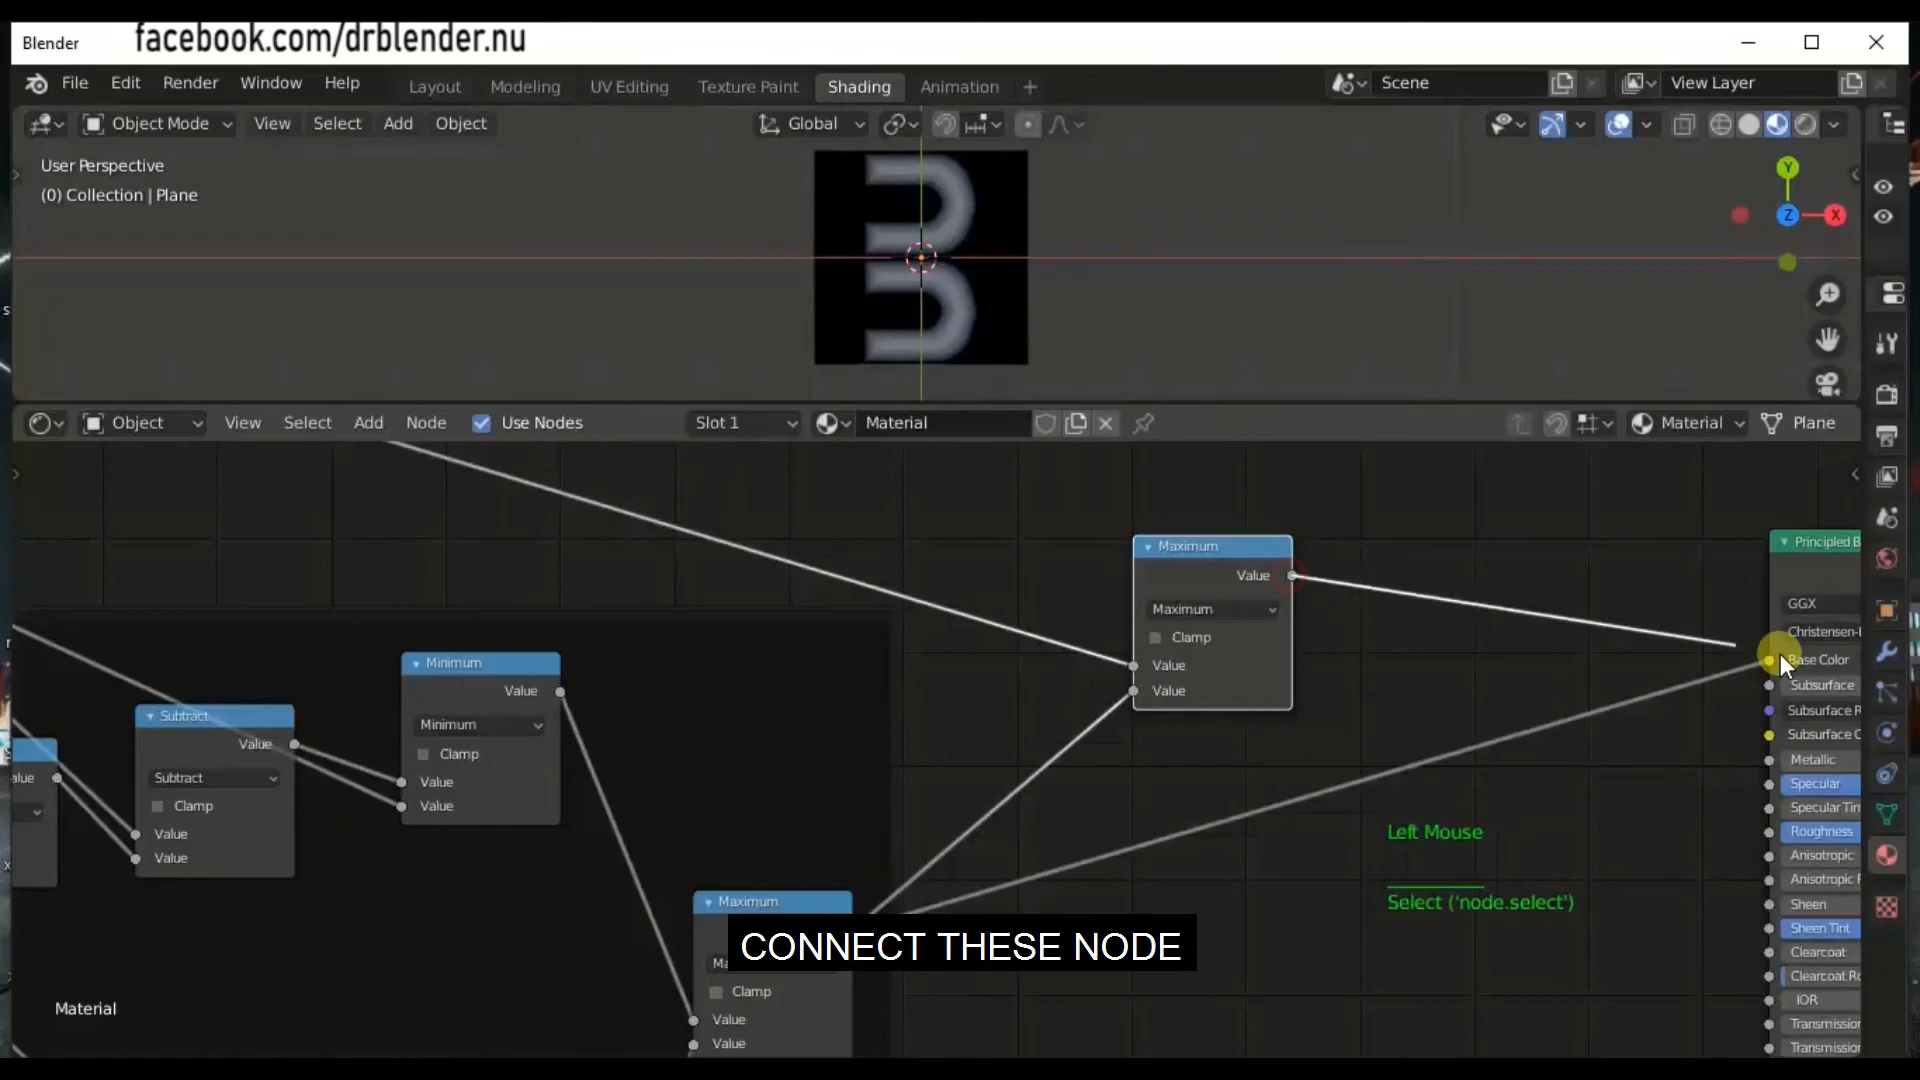 Blender
facebook.com/drblender.nu
File Edit Render Window Help
Layout Modeling UV Editing Texture Paint Shading Animation +
Scene
View Layer
Object Mode View Select Add Object
Global
User Perspective
(0) Collection | Plane
Y
Z
X
Object View Select Add Node Use Nodes
Slot 1
Material
Material
Plane
Maximum
Value
Maximum
Clamp
Value
Value
Principled B
GGX
Christensen-
Base Color
Subsurface
Subsurface
Subsurface
Metallic
Specular
Specular Tin
Roughness
Anisotropic
Anisotropic
Sheen
Sheen Tint
Clearcoat
Clearcoat Ro
IOR
Transmission
Transmission
Minimum
Value
Minimum
Clamp
Value
Value
Subtract
Value
Subtract
Clamp
Value
Value
alue
Maximum
Ma
Clamp
Value
Value
Left Mouse
Select ('node.select')
CONNECT THESE NODE
Material